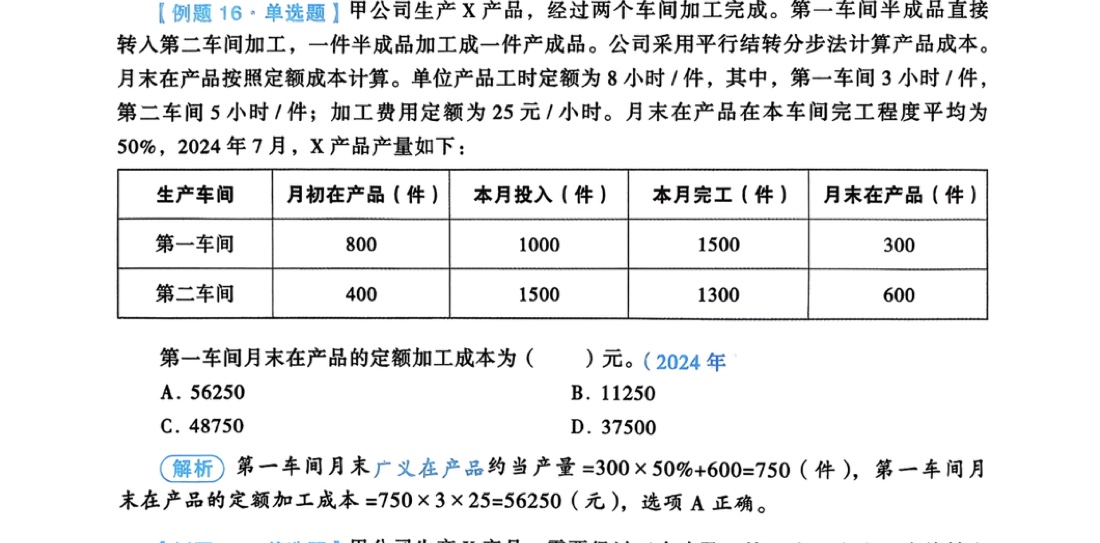 【例题 16·单选题】甲公司生产 X 产品，经过两个车间加工完成。第一车间半成品直接
转入第二车间加工，一件半成品加工成一件产成品。公司采用平行结转分步法计算产品成本。
月末在产品按照定额成本计算。单位产品工时定额为 8 小时 / 件，其中，第一车间 3 小时 / 件，
第二车间 5 小时 / 件；加工费用定额为 25 元 / 小时。月末在产品在本车间完工程度平均为
50%，2024 年 7 月，X 产品产量如下：
生产车间 月初在产品（件） 本月投入（件） 本月完工（件） 月末在产品（件）
第一车间 800 1000 1500 300
第二车间 400 1500 1300 600
第一车间月末在产品的定额加工成本为（　　）元。（2024 年
A. 56250 B. 11250
C. 48750 D. 37500
解析 第一车间月末广义在产品约当产量 =300×50%+600=750（件），第一车间月
末在产品的定额加工成本 =750×3×25=56250（元），选项 A 正确。